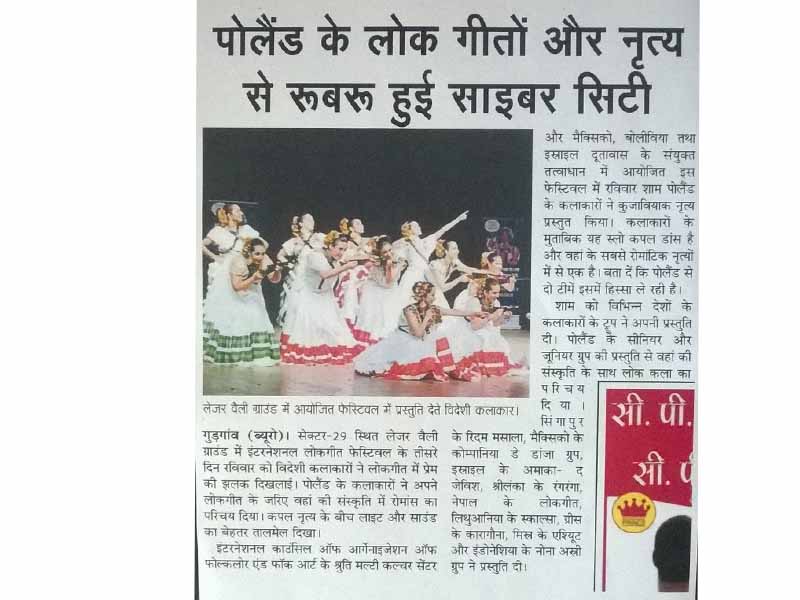 पोलैंड के लोक गीतों और नृत्य
से रूबरू हुई साइबर सिटी
लेजर वैली ग्राउंड में आयोजित फेस्टिवल में प्रस्तुति देते विदेशी कलाकार।
गुड़गांव (ब्यूरो)। सेक्टर-29 स्थित लेजर वैली
ग्राउंड में इंटरनेशनल लोकगीत फेस्टिवल के तीसरे
दिन रविवार को विदेशी कलाकारों ने लोकगीत में प्रेम
की झलक दिखलाई। पोलैंड के कलाकारों ने अपने
लोकगीत के जरिए वहां की संस्कृति में रोमांस का
परिचय दिया। कपल नृत्य के बीच लाइट और साउंड
का बेहतर तालमेल दिखा।
इंटरनेशनल काउंसिल ऑफ आर्गेनाइजेशन ऑफ
फोल्कलोर एंड फॉक आर्ट के श्रुति मल्टी कल्चर सेंटर
और मैक्सिको, बोलीविया तथा
इस्राइल दूतावास के संयुक्त
तत्वाधान में आयोजित इस
फेस्टिवल में रविवार शाम पोलैंड
के कलाकारों ने कुजावियाक नृत्य
प्रस्तुत किया। कलाकारों के
मुताबिक यह स्लो कपल डांस है
और वहां के सबसे रोमांटिक नृत्यों
में से एक है। बता दें कि पोलैंड से
दो टीमें इसमें हिस्सा ले रही है।
शाम को विभिन्न देशों के
कलाकारों के ट्रूप ने अपनी प्रस्तुति
दी। पोलैंड के सीनियर और
जूनियर ग्रुप की प्रस्तुति से वहां की
संस्कृति के साथ लोक कला का
परिचय
दिया।
सिंगापुर
के रिदम मसाला, मैक्सिको के
कोम्पानिया डे डांजा ग्रुप,
इस्राइल के अमाका- द
जेविश, श्रीलंका के रंगरंगा,
नेपाल के लोकगीत,
लिथुआनिया के स्काल्सा, ग्रीस
के कारागौना, मिस्र के एश्यिूट
और इंडोनेशिया के नोना अस्री
ग्रुप ने प्रस्तुति दी।
सी. पी.
सी. प